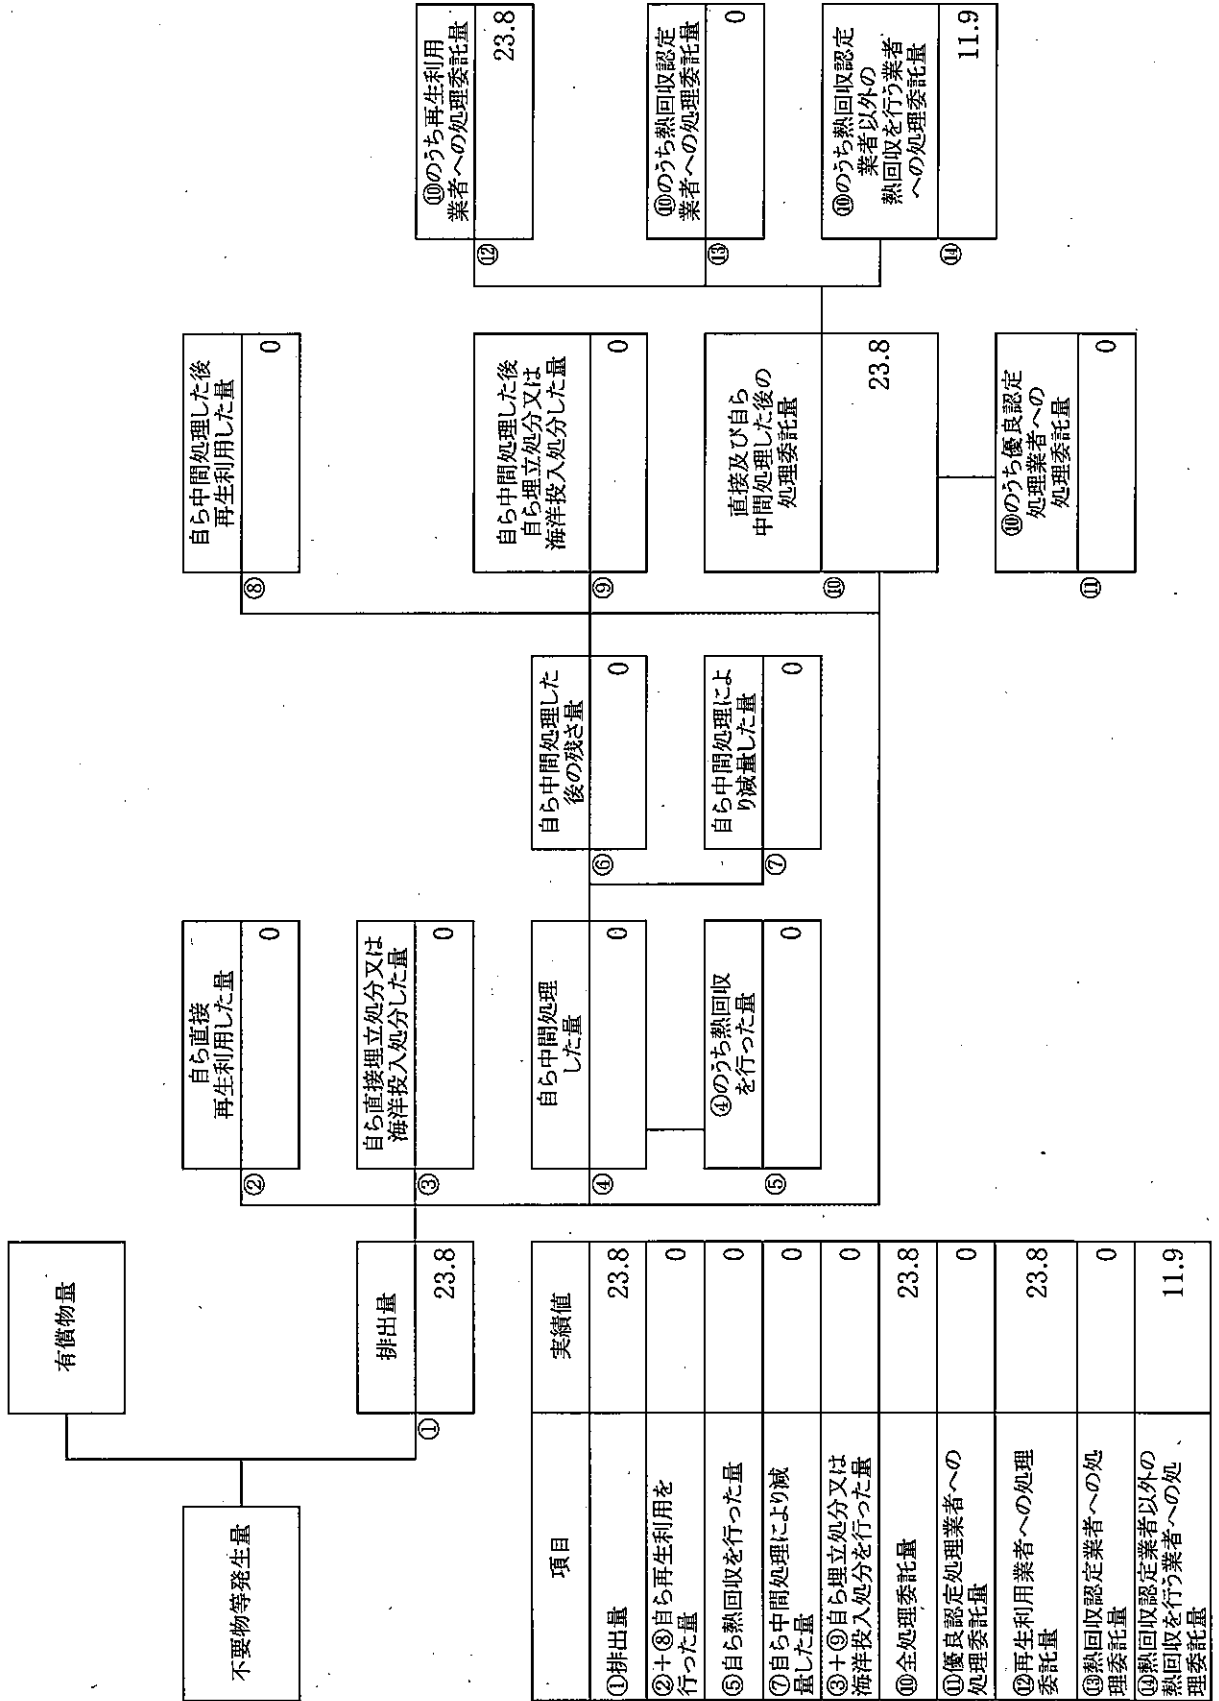 有償物量
不要物等発生量
排出量
①
23.8
自ら直接
再生利用した量
②
0
自ら直接埋立処分又は
海洋投入処分した量
③
0
自ら中間処理
した量
④
0
④のうち熱回収
を行った量
⑤
0
自ら中間処理した
後の残さ量
⑥
0
自ら中間処理によ
り減量した量
⑦
0
自ら中間処理した後
再生利用した量
⑧
0
自ら中間処理した後
自ら埋立処分又は
海洋投入処分した量
⑨
0
直接及び自ら
中間処理した後の
処理委託量
⑩
23.8
⑩のうち優良認定
処理業者への
処理委託量
⑪
0
⑩のうち再生利用
業者への処理委託量
⑫
23.8
⑩のうち熱回収認定
業者への処理委託量
⑬
0
⑩のうち熱回収認定
業者以外の
熱回収を行う業者
への処理委託量
⑭
11.9
項目 実績値
①排出量 23.8
②+⑧自ら再生利用を
行った量 0
⑤自ら熱回収を行った量 0
⑦自ら中間処理により減
量した量 0
③+⑨自ら埋立処分又は
海洋投入処分を行った量 0
⑩全処理委託量 23.8
⑪優良認定処理業者への
処理委託量 0
⑫再生利用業者への処理
委託量 23.8
⑬熱回収認定業者への処
理委託量 0
⑭熱回収認定業者以外の
熱回収を行う業者への処
理委託量 11.9